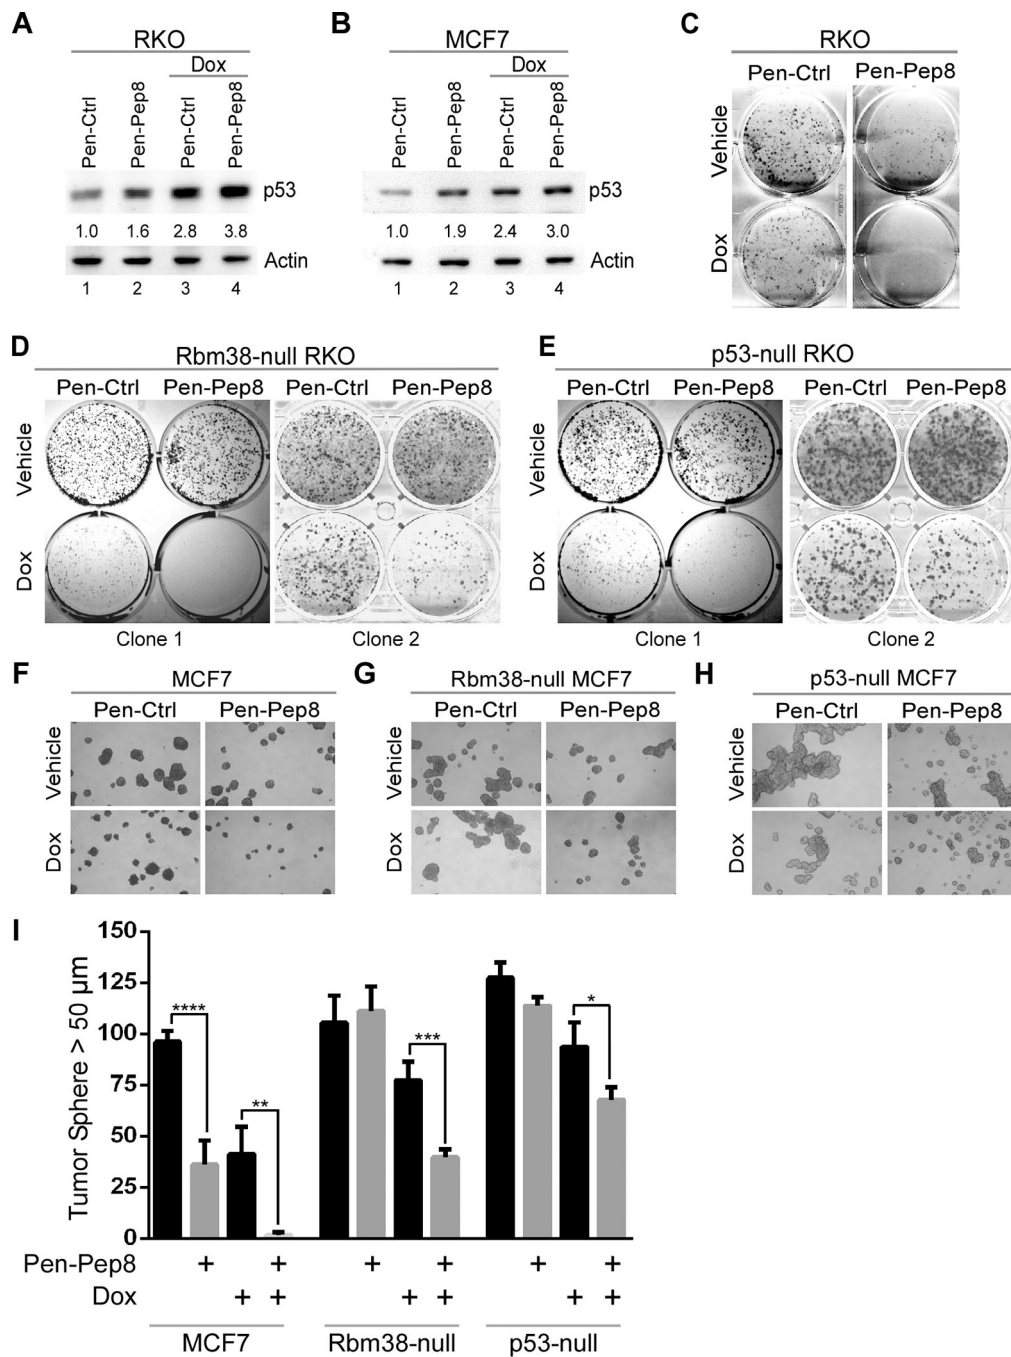 A
RKO
Dox
Pen-Ctrl
Pen-Pep8
Pen-Ctrl
Pen-Pep8
p53
1.0 1.6 2.8 3.8
Actin
1 2 3 4
B
MCF7
Dox
Pen-Ctrl
Pen-Pep8
Pen-Ctrl
Pen-Pep8
p53
1.0 1.9 2.4 3.0
Actin
1 2 3 4
C
RKO
Pen-Ctrl Pen-Pep8
Vehicle
Dox
D
Rbm38-null RKO
Pen-Ctrl Pen-Pep8 Pen-Ctrl Pen-Pep8
Vehicle
Dox
Clone 1 Clone 2
E
p53-null RKO
Pen-Ctrl Pen-Pep8 Pen-Ctrl Pen-Pep8
Vehicle
Dox
Clone 1 Clone 2
F
MCF7
Pen-Ctrl Pen-Pep8
Vehicle
Dox
G
Rbm38-null MCF7
Pen-Ctrl Pen-Pep8
Vehicle
Dox
H
p53-null MCF7
Pen-Ctrl Pen-Pep8
Vehicle
Dox
I
Tumor Sphere > 50 µm
150
125
100
75
50
25
0
**** ** *** *
Pen-Pep8 + + + + + +
Dox + + + + + +
MCF7 Rbm38-null p53-null